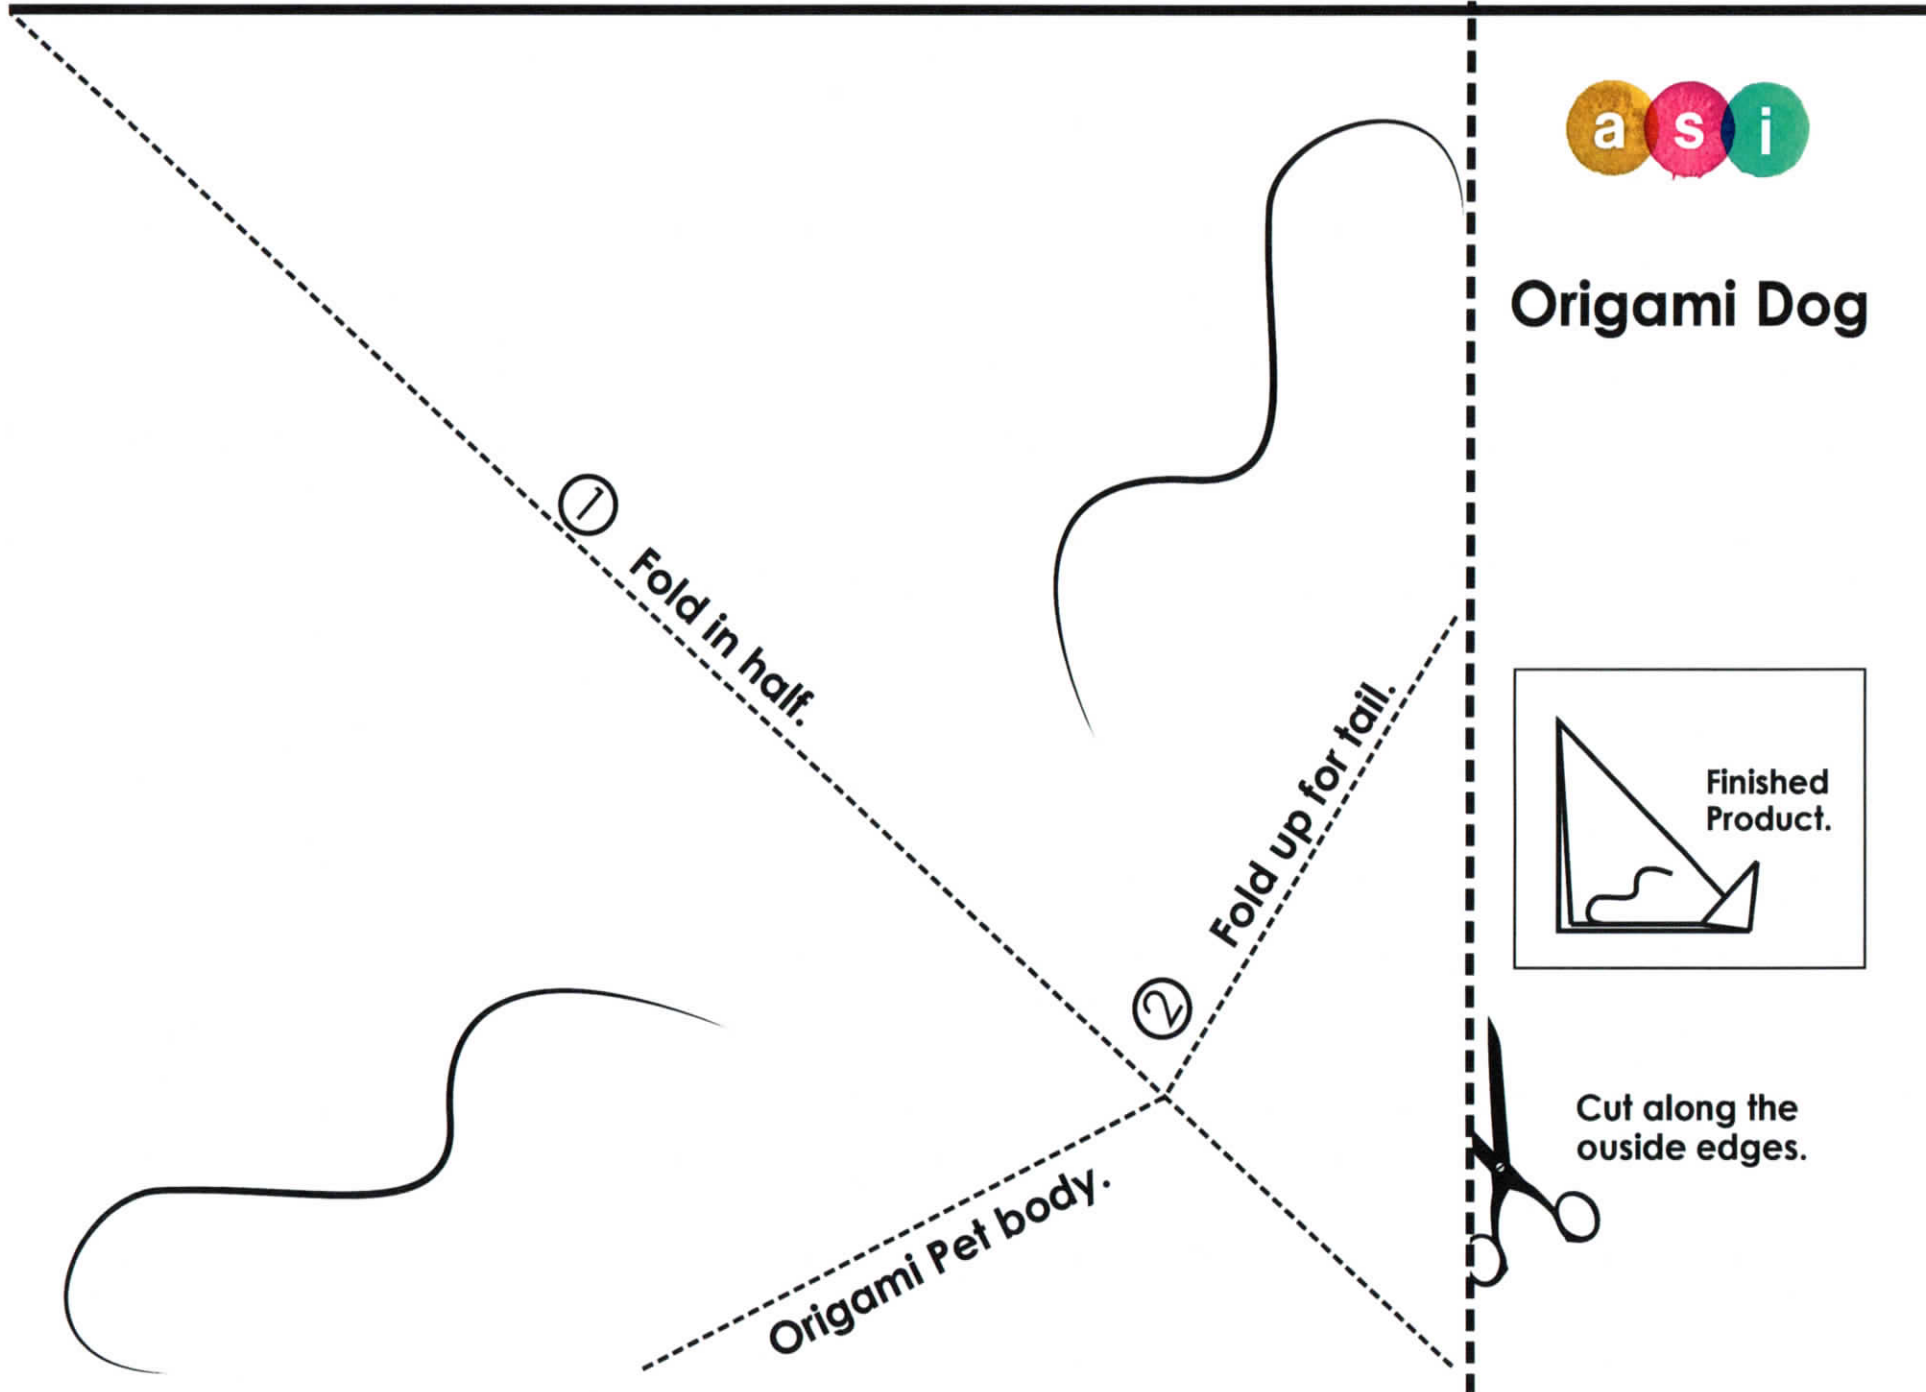 asi
Origami Dog
1
Fold in half.
2
Fold up for tail.
Origami Pet body.
Finished
Product.
Cut along the
ouside edges.